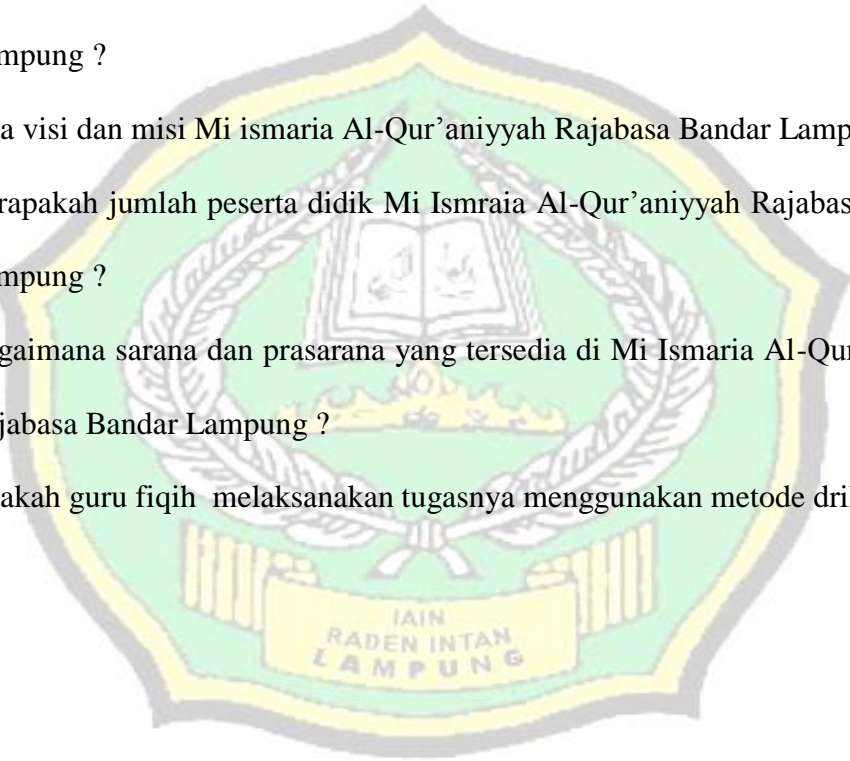 mpung ?
a visi dan misi Mi ismaria Al-Qur’aniyyah Rajabasa Bandar Lamp
rapakah jumlah peserta didik Mi Ismraia Al-Qur’aniyyah Rajabas
mpung ?
gaimana sarana dan prasarana yang tersedia di Mi Ismaria Al-Qur
jabasa Bandar Lampung ?
akah guru fiqih melaksanakan tugasnya menggunakan metode dril
IAIN
RADEN INTAN
LAMPUNG